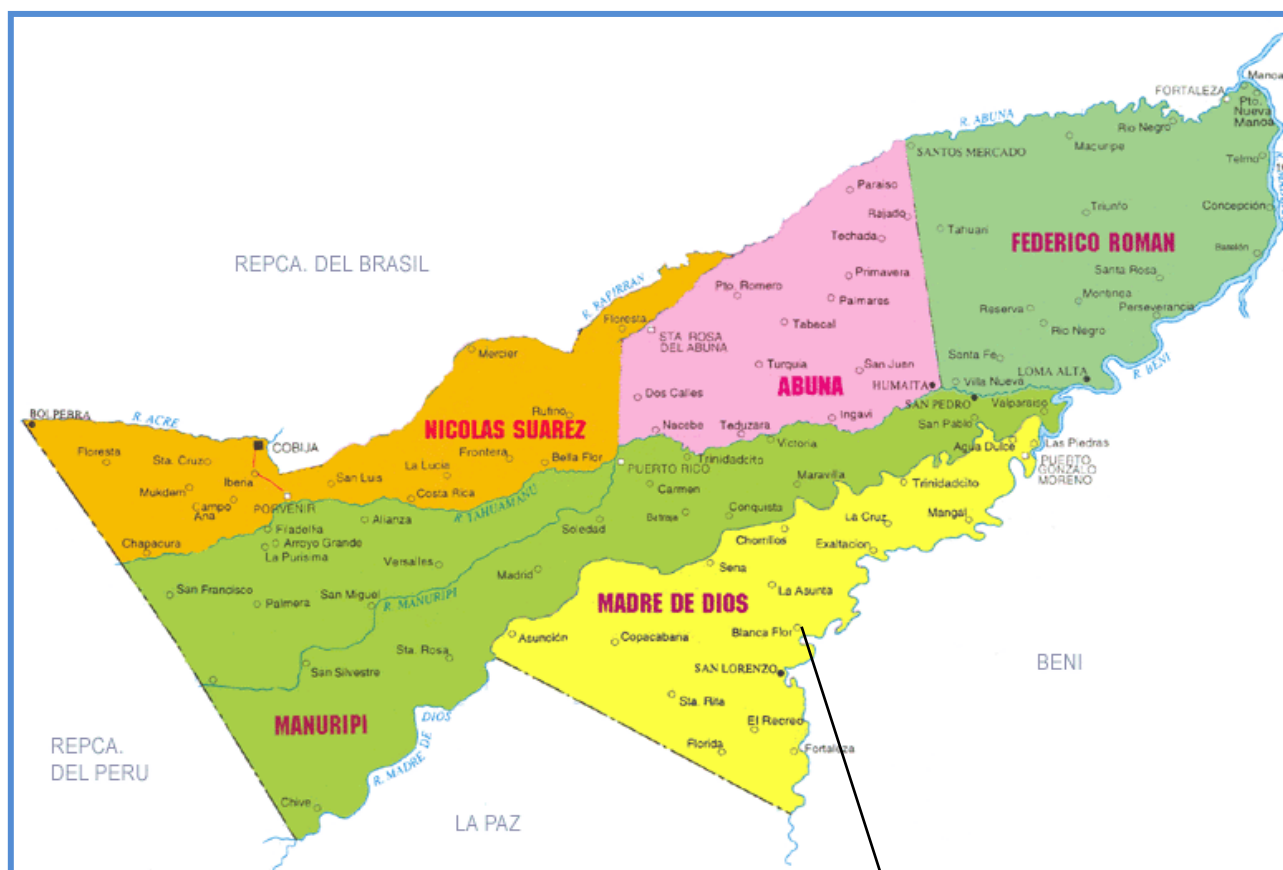 Manoa
FORTALEZA
Pto.
Nueva
Manoa
R. ABUNA
Rio Negro
SANTOS MERCADO
Maçuripe
Telmo
Paraiso
Rajado
Triunfo
Concepción
Techada
Tahuari
FEDERICO ROMAN
REPCA. DEL BRASIL
Primavera
Santa Rosa
R. RAPIRRAN
Pto. Romero
Palmares
Montinea
Reserva
Perseverancia
Floresta
Tabacal
Rio Negro
STA. ROSA
DEL ABUNA
Mercier
Santa Fe
Turquia
San Juan
LOMA ALTA
R. BENI
ABUNA
HUMAITA
Villa Nueva
Dos Calles
SAN PEDRO
Valparaiso
BOLPEBRA
R. ACRE
Rufino
Ingavi
San Pablo
NICOLAS SUAREZ
Nacebe
Teduzara
Victoria
COBIJA
Agua Dulce
Las Piedras
Floresta
Sta. Cruz
La Lucia
Frontera
Bella Flor
Trinidadcito
PUERTO
GONZALO
MORENO
Iberia
San Luis
PUERTO RICO
Maravilla
Trinidadcito
Mukdem
Costa Rica
Carmen
Campo
Ana
PORVENIR
R. TAHUAMANU
Alianza
Conquista
La Cruz
Mangal
Filadelfia
Soledad
Chorrillos
Arroyo Grande
Exaltacion
Chapacura
La Purisima
Versalles
Sena
Madrid
San Francisco
San Miguel
La Asunta
Palmera
R. MANURIPI
MADRE DE DIOS
Asunción
Copacabana
Blanca Flor
Sta. Rosa
BENI
San Silvestre
SAN LORENZO
Sta. Rita
MANURIPI
R. MADRE DE DIOS
El Recreo
REPCA.
DEL PERU
Florida
Fortaleza
Chive
LA PAZ